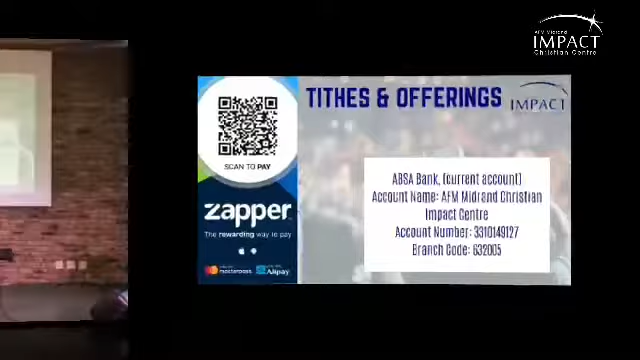 AFM Midrand
IMPACT
Christian Centre
TITHES & OFFERINGS
IMPACT
SCAN TO PAY
zapper
The rewarding way to pay
mastercard
Alipay
ABSA Bank, (current account)
Account Name: AFM Midrand Christian
Impact Centre
Account Number: 3310149127
Branch Code: 632005